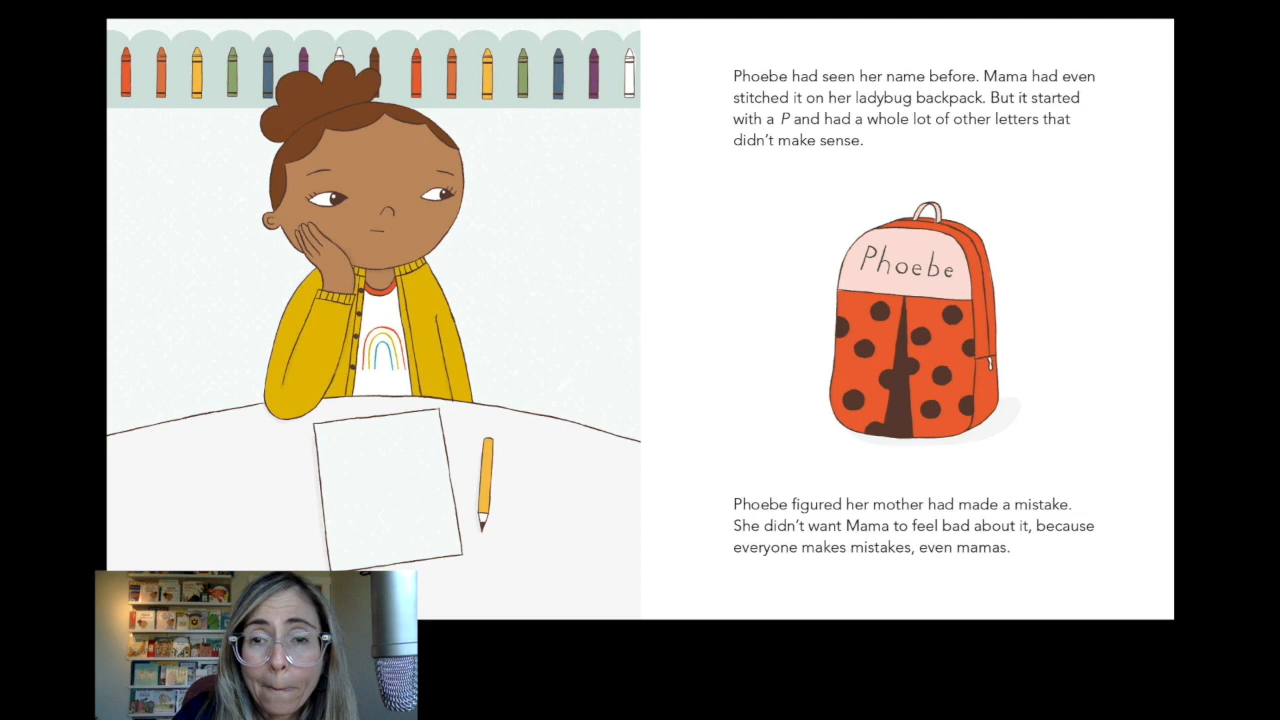 Phoebe had seen her name before. Mama had even
stitched it on her ladybug backpack. But it started
with a P and had a whole lot of other letters that
didn’t make sense.
Phoebe
Phoebe figured her mother had made a mistake.
She didn’t want Mama to feel bad about it, because
everyone makes mistakes, even mamas.